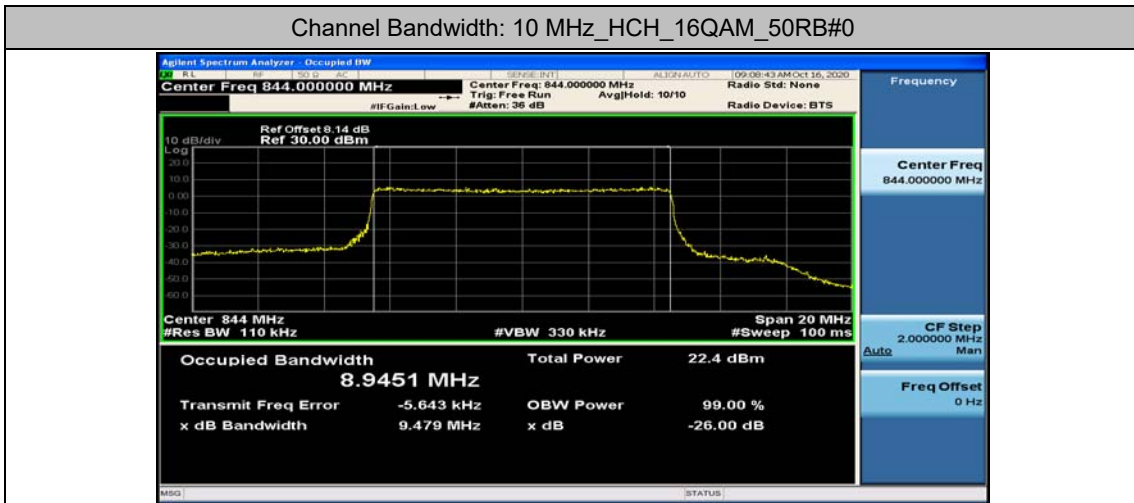 Channel Bandwidth: 10 MHz_HCH_16QAM_50RB#0
Agilent Spectrum Analyzer - Occupied BW
RL RF 50 Ω AC SENSE:INT ALIGN AUTO 09:08:43 AM Oct 16, 2020
Center Freq 844.000000 MHz
Center Freq: 844.000000 MHz
Radio Std: None
Trig: Free Run Avg|Hold: 10/10
#IFGain:Low #Atten: 36 dB Radio Device: BTS
Frequency
Ref Offset 8.14 dB
10 dB/div Ref 30.00 dBm
Log
20.0
10.0
0.00
-10.0
-20.0
-30.0
-40.0
-50.0
-60.0
Center Freq
844.000000 MHz
Center 844 MHz Span 20 MHz
#Res BW 110 kHz #VBW 330 kHz #Sweep 100 ms
CF Step
2.000000 MHz
Auto Man
Occupied Bandwidth Total Power 22.4 dBm
8.9451 MHz
Freq Offset
0 Hz
Transmit Freq Error -5.643 kHz OBW Power 99.00 %
x dB Bandwidth 9.479 MHz x dB -26.00 dB
MSG STATUS